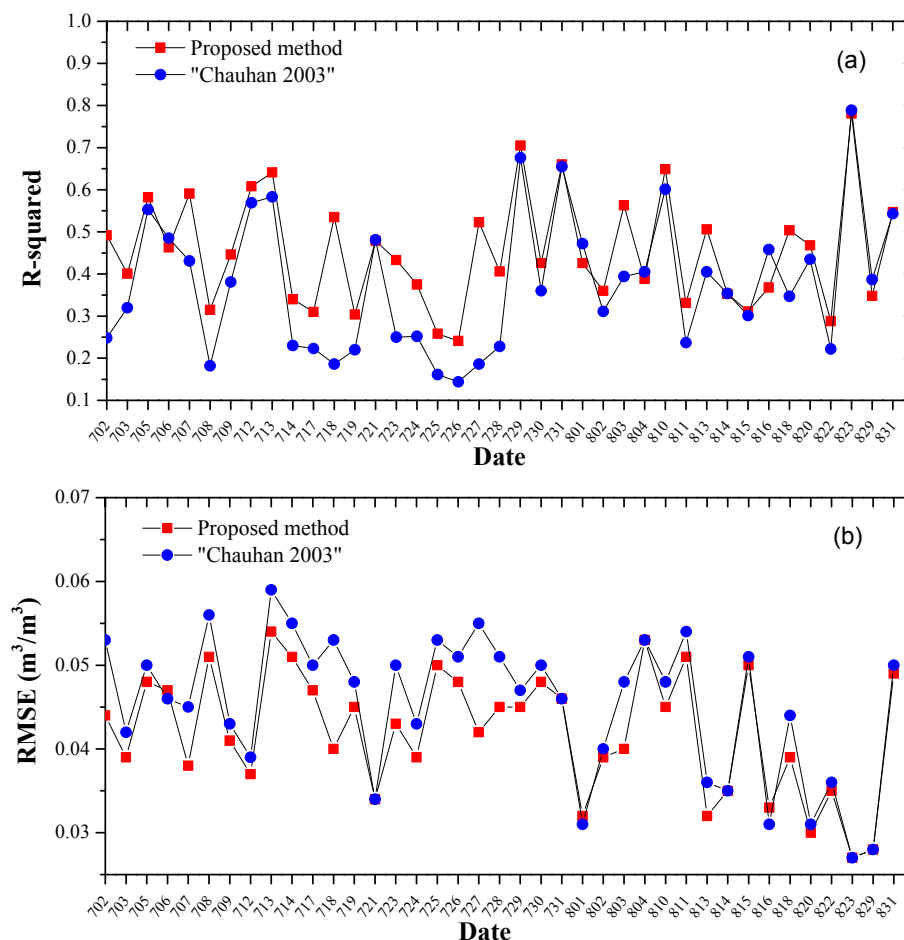 1.0
0.9
0.8
0.7
0.6
0.5
0.4
0.3
0.2
0.1
R-squared
Proposed method
"Chauhan 2003"
(a)
702 703 705 706 707 708 709 712 713 714 717 718 719 721 723 724 725 726 727 728 729 730 731 801 802 803 804 810 811 813 814 815 816 818 820 822 823 829 831
Date
0.07
0.06
0.05
0.04
0.03
RMSE (m³/m³)
Proposed method
"Chauhan 2003"
(b)
702 703 705 706 707 708 709 712 713 714 717 718 719 721 723 724 725 726 727 728 729 730 731 801 802 803 804 810 811 813 814 815 816 818 820 822 823 829 831
Date